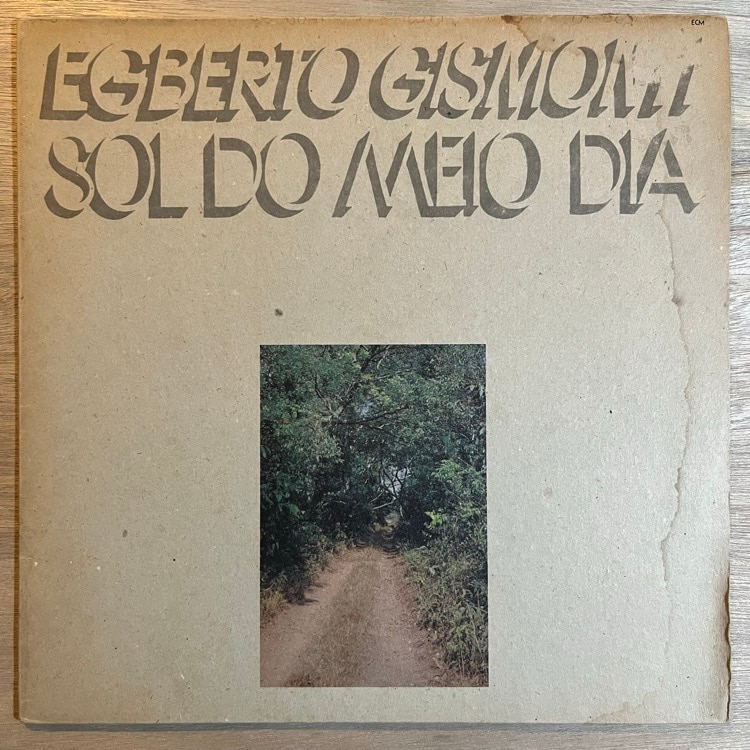 ECM
EGBERTO GISMONTI
SOL DO MEIO DIA